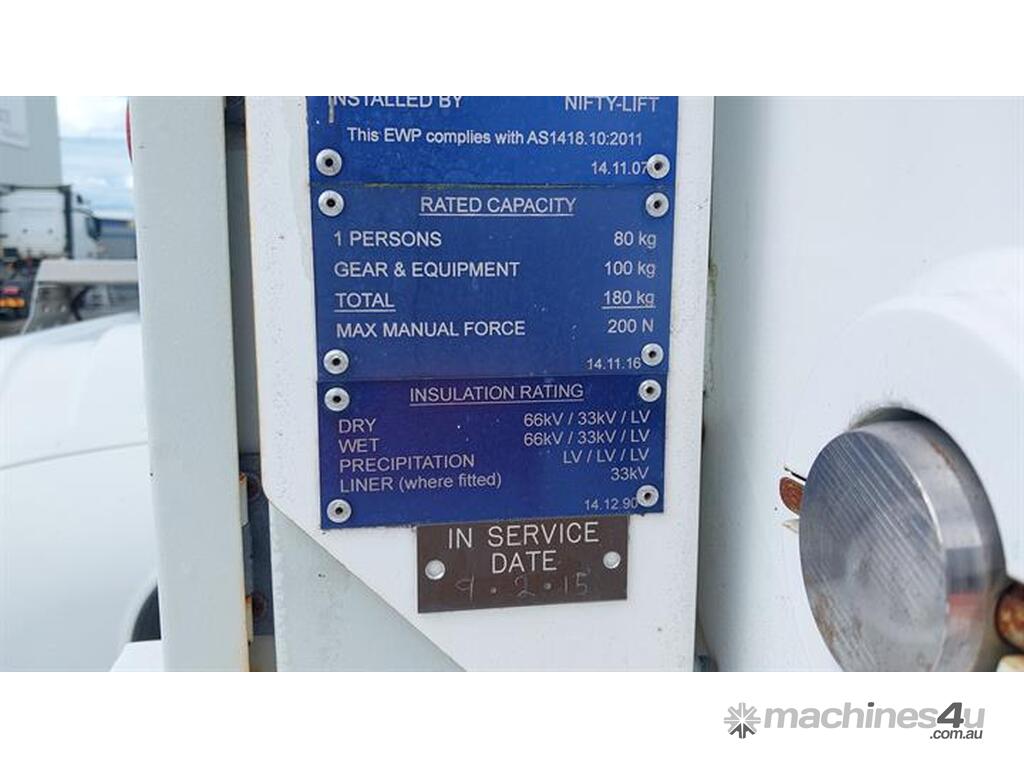 INSTALLED BY NIFTY-LIFT
This EWP complies with AS1418.10:2011
14.11.07
RATED CAPACITY
1 PERSONS 80 kg
GEAR & EQUIPMENT 100 kg
TOTAL 180 kg
MAX MANUAL FORCE 200 N
14.11.16
INSULATION RATING
DRY 66kV / 33kV / LV
WET 66kV / 33kV / LV
PRECIPITATION LV / LV / LV
LINER (where fitted) 33kV
14.12.90
IN SERVICE
DATE
9.2.15
machines4u
.com.au